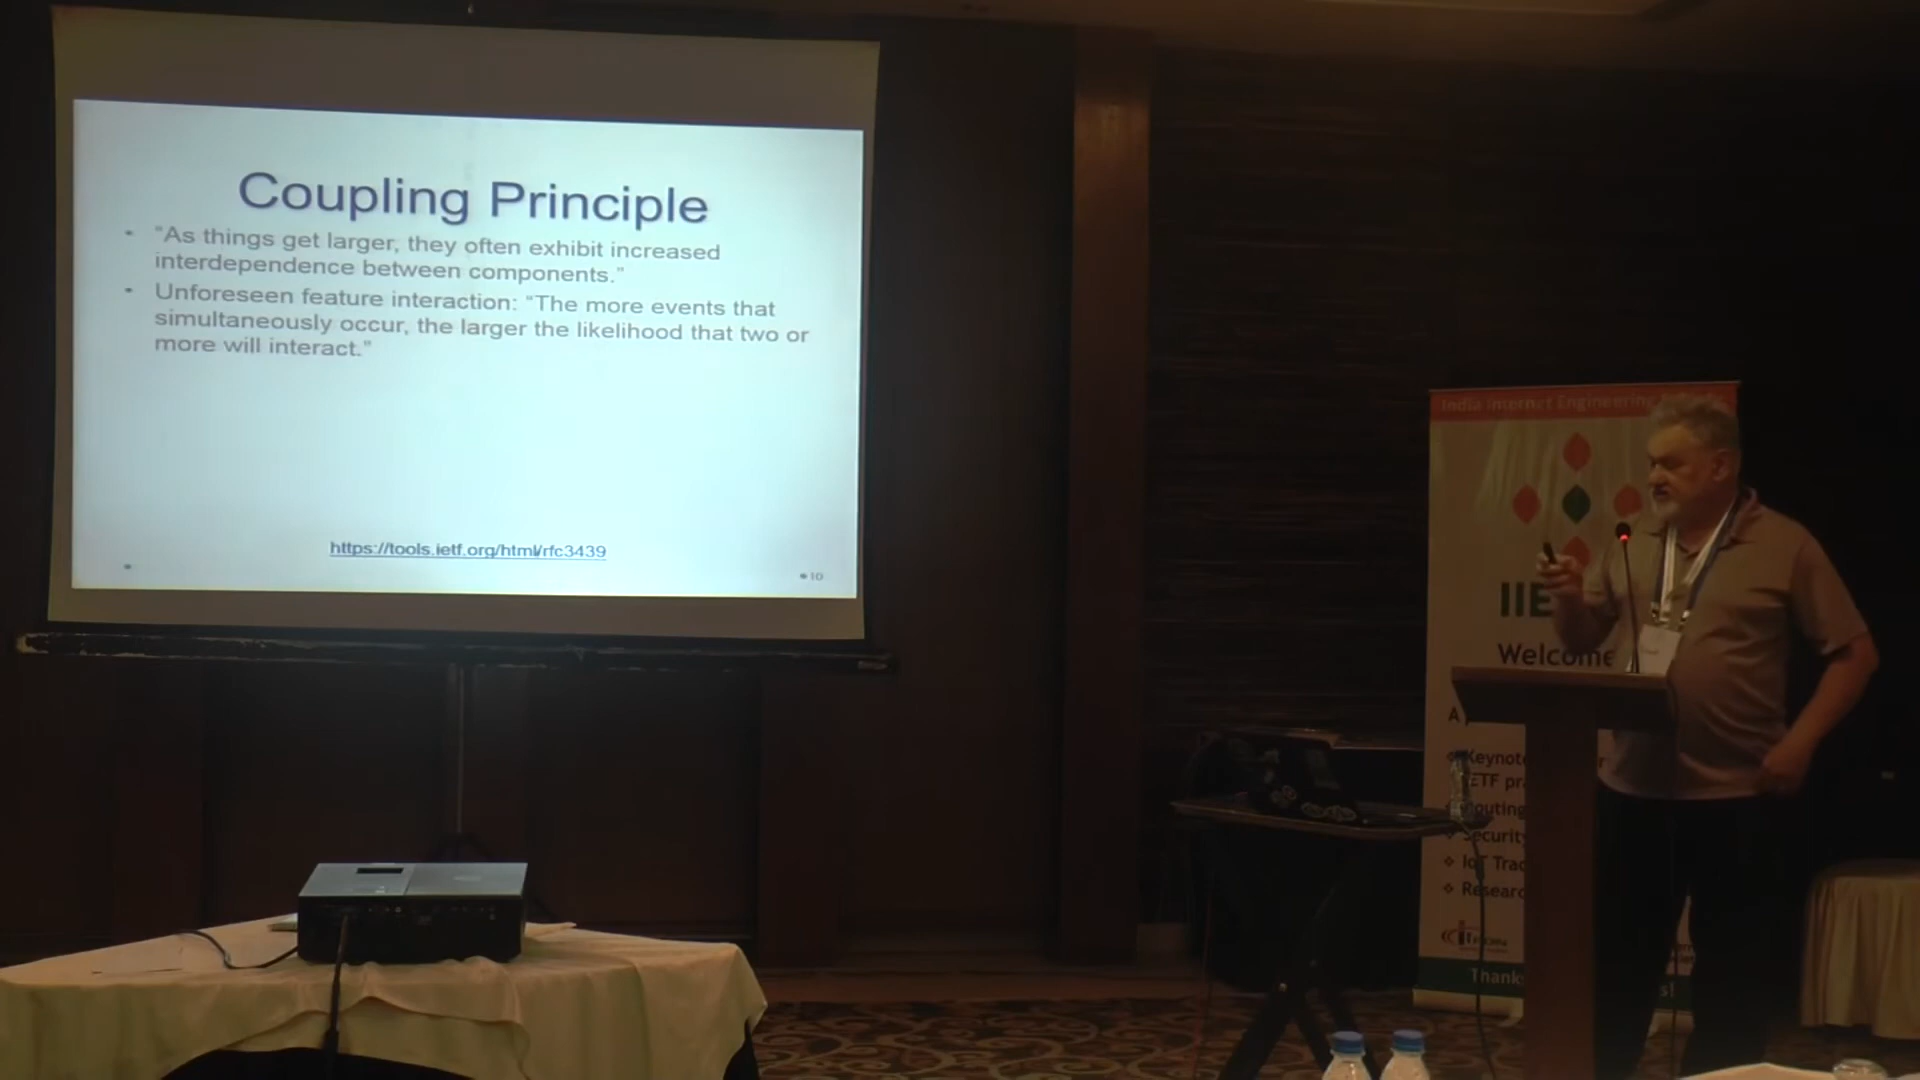 Coupling Principle
"As things get larger, they often exhibit increased
interdependence between components."
Unforeseen feature interaction: "The more events that
simultaneously occur, the larger the likelihood that two or
more will interact."
https://tools.ietf.org/html/rfc3439
10
India Internet Engineering
IIE
Welcome
A
Keynote
IETF
Routing
Security
IoT
Research
Thank